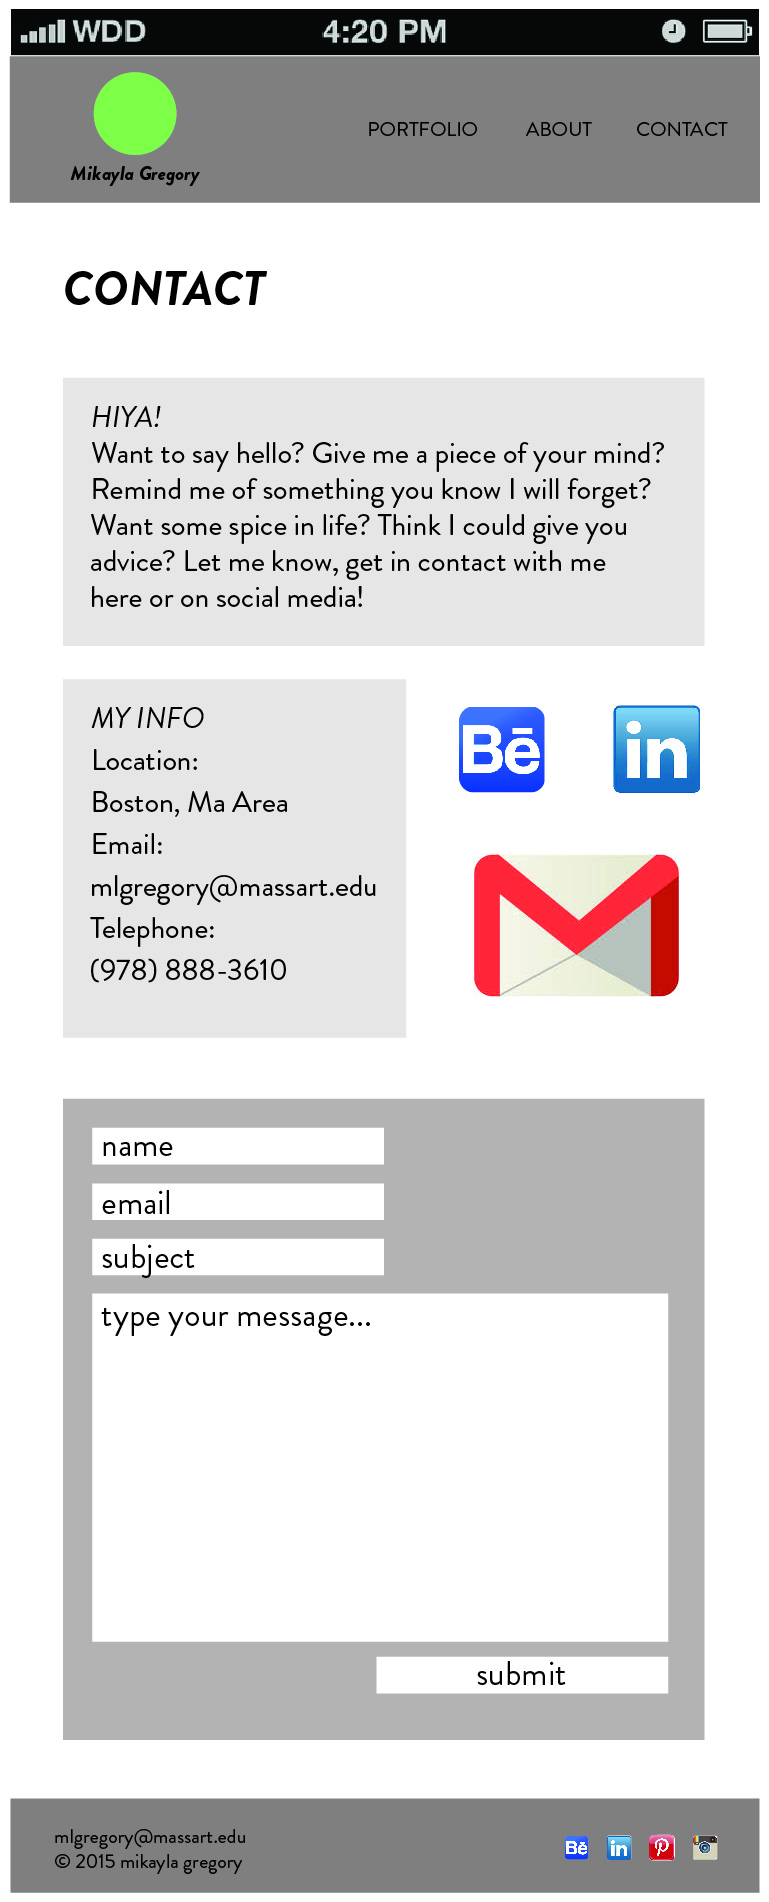 WDD 4:20 PM
Mikayla Gregory
PORTFOLIO ABOUT CONTACT
CONTACT
HIYA!
Want to say hello? Give me a piece of your mind?
Remind me of something you know I will forget?
Want some spice in life? Think I could give you
advice? Let me know, get in contact with me
here or on social media!
MY INFO
Location:
Boston, Ma Area
Email:
mlgregory@massart.edu
Telephone:
(978) 888-3610
Bē in
name
email
subject
type your message...
submit
mlgregory@massart.edu
© 2015 mikayla gregory
Bē in